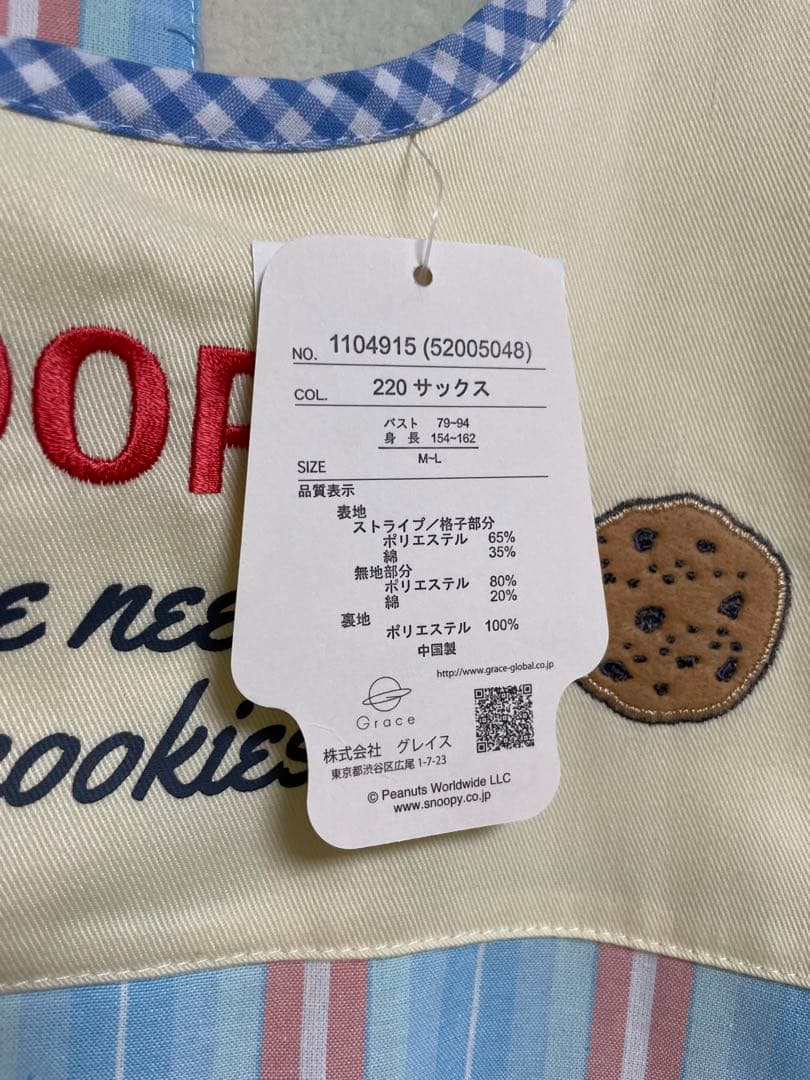 OOP
NO. 1104915 (52005048)
COL. 220 サックス
バスト 79~94
身 長 154~162
M~L
SIZE
品質表示
表地
ストライプ/格子部分
ポリエステル 65%
綿 35%
無地部分
ポリエステル 80%
綿 20%
裏地
ポリエステル 100%
中国製
http://www.grace-global.co.jp
Grace
株式会社 グレイス
東京都渋谷区広尾 1-7-23
© Peanuts Worldwide LLC
www.snoopy.co.jp
E NEE
COOKIES